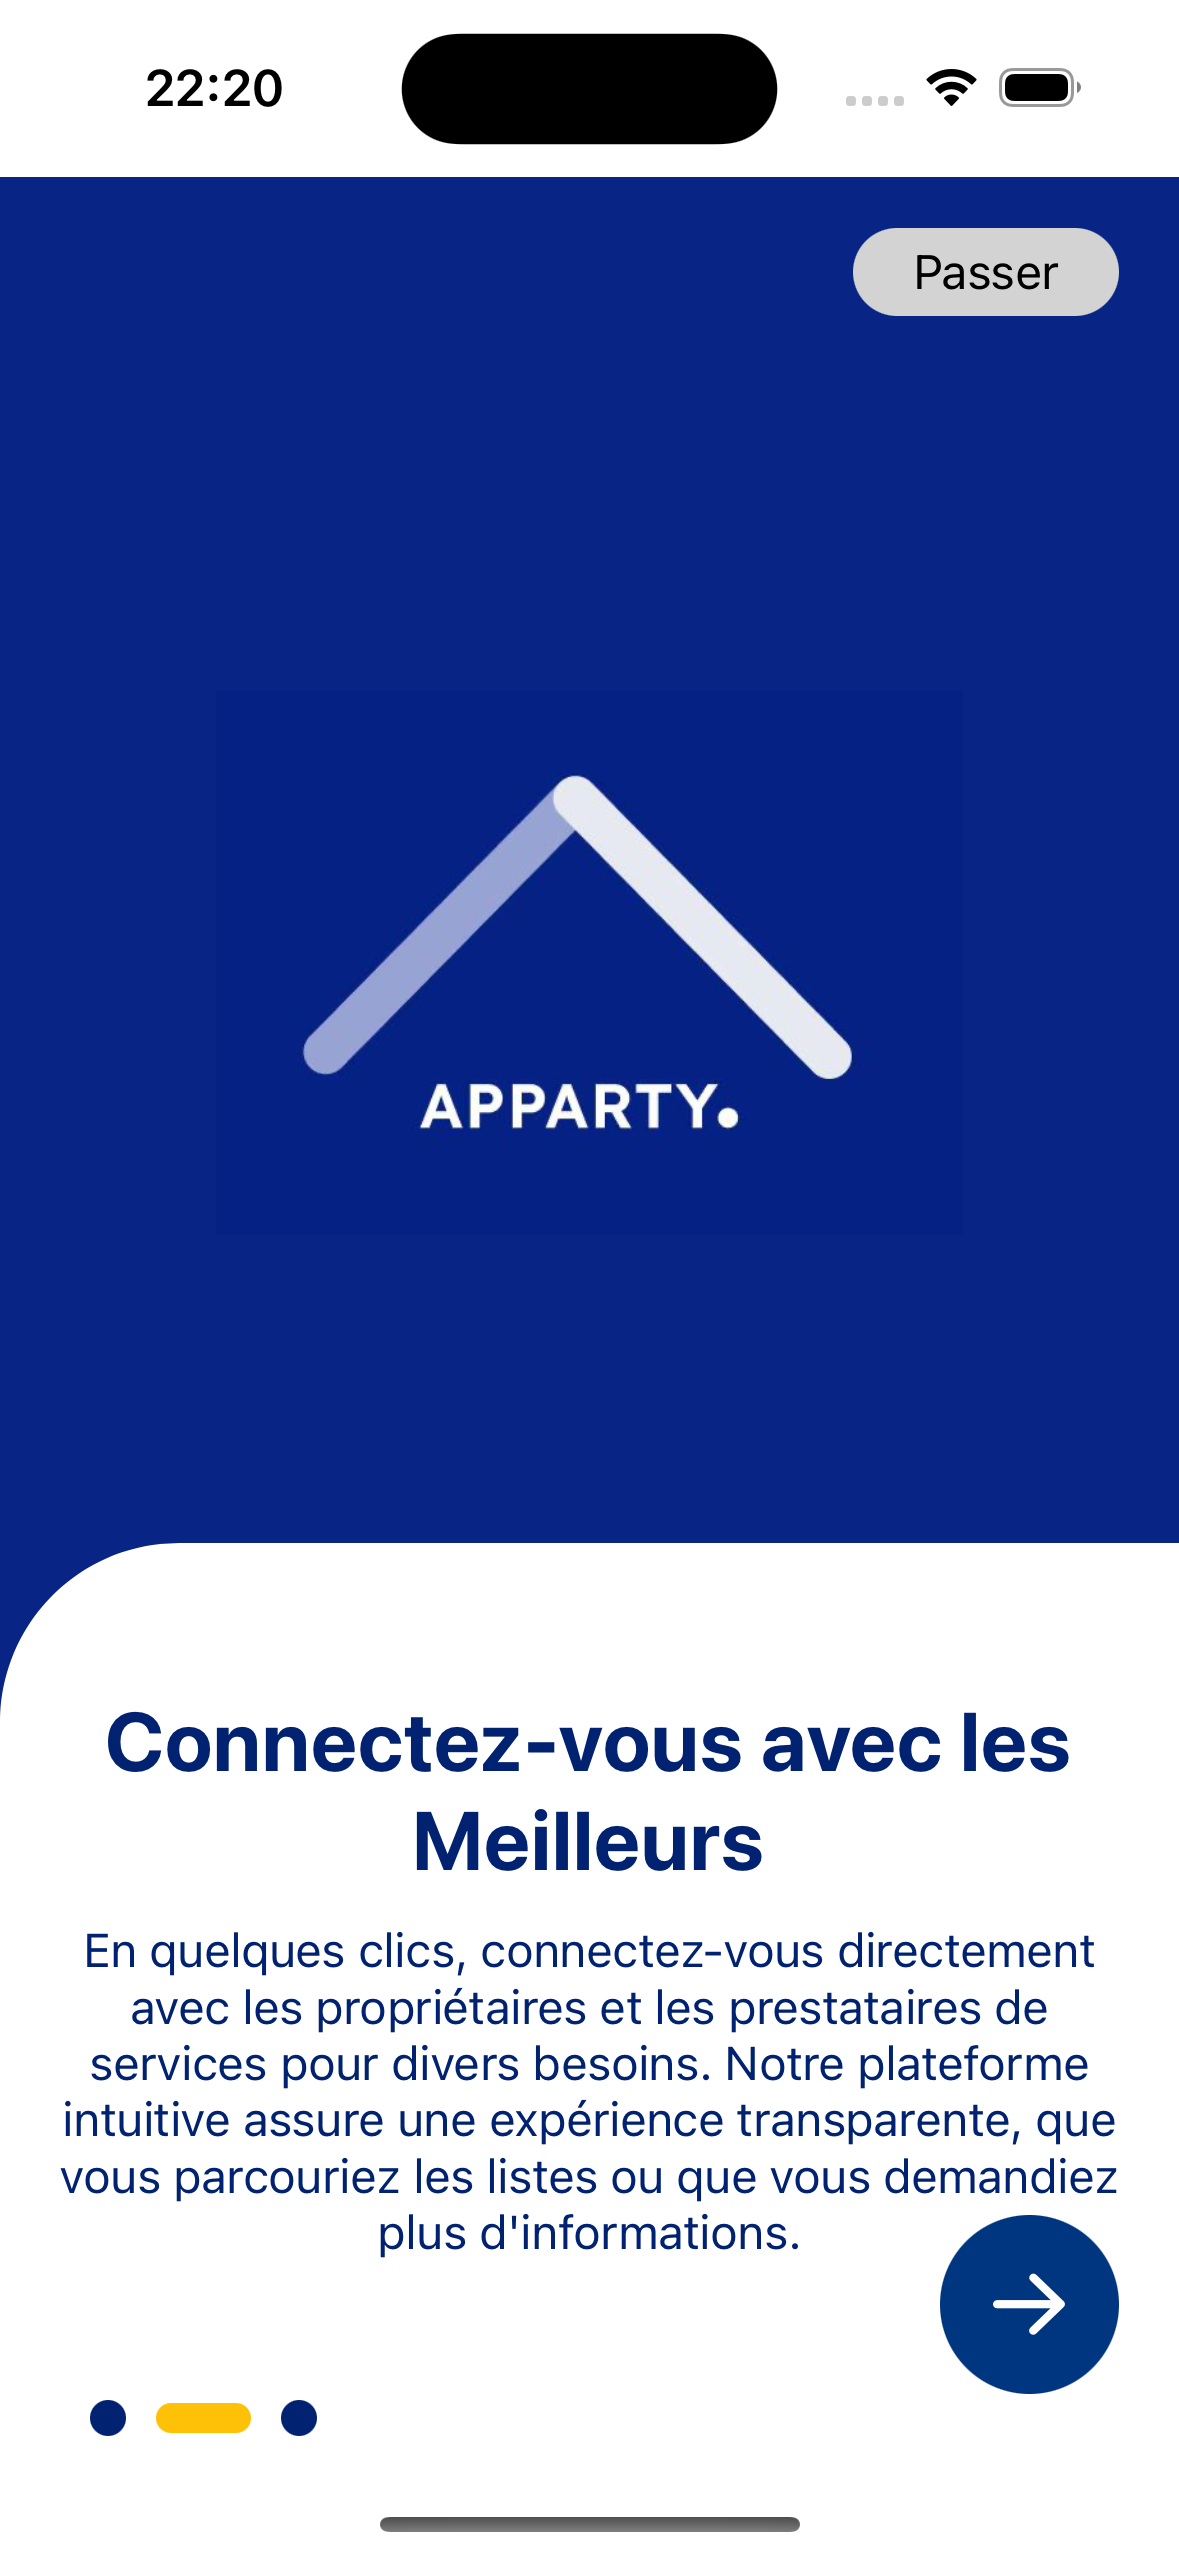 22:20
Passer
APPARTY.
Connectez-vous avec les
Meilleurs
En quelques clics, connectez-vous directement
avec les propriétaires et les prestataires de
services pour divers besoins. Notre plateforme
intuitive assure une expérience transparente, que
vous parcouriez les listes ou que vous demandiez
plus d'informations.